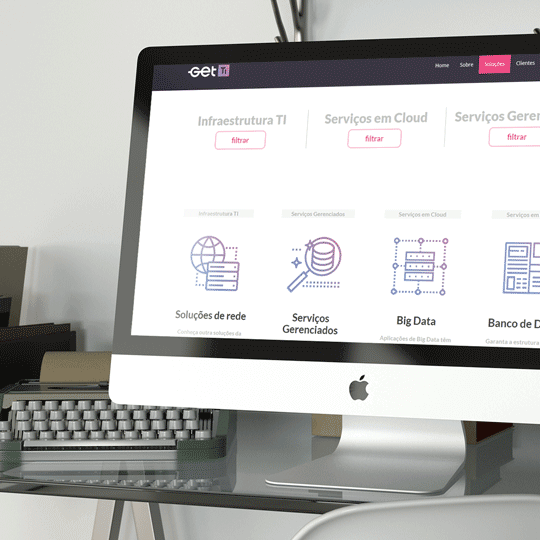 GET TI
Home Sobre Soluções Clientes
Infraestrutura TI Serviços em Cloud Serviços Geren
filtrar filtrar filtrar
Infraestrutura TI Serviços Gerenciados Serviços em Cloud Serviços em
Soluções de rede Serviços Gerenciados Big Data Banco de D
Conheça outra soluções da Aplicações de Big Data têm Garanta a estrutura